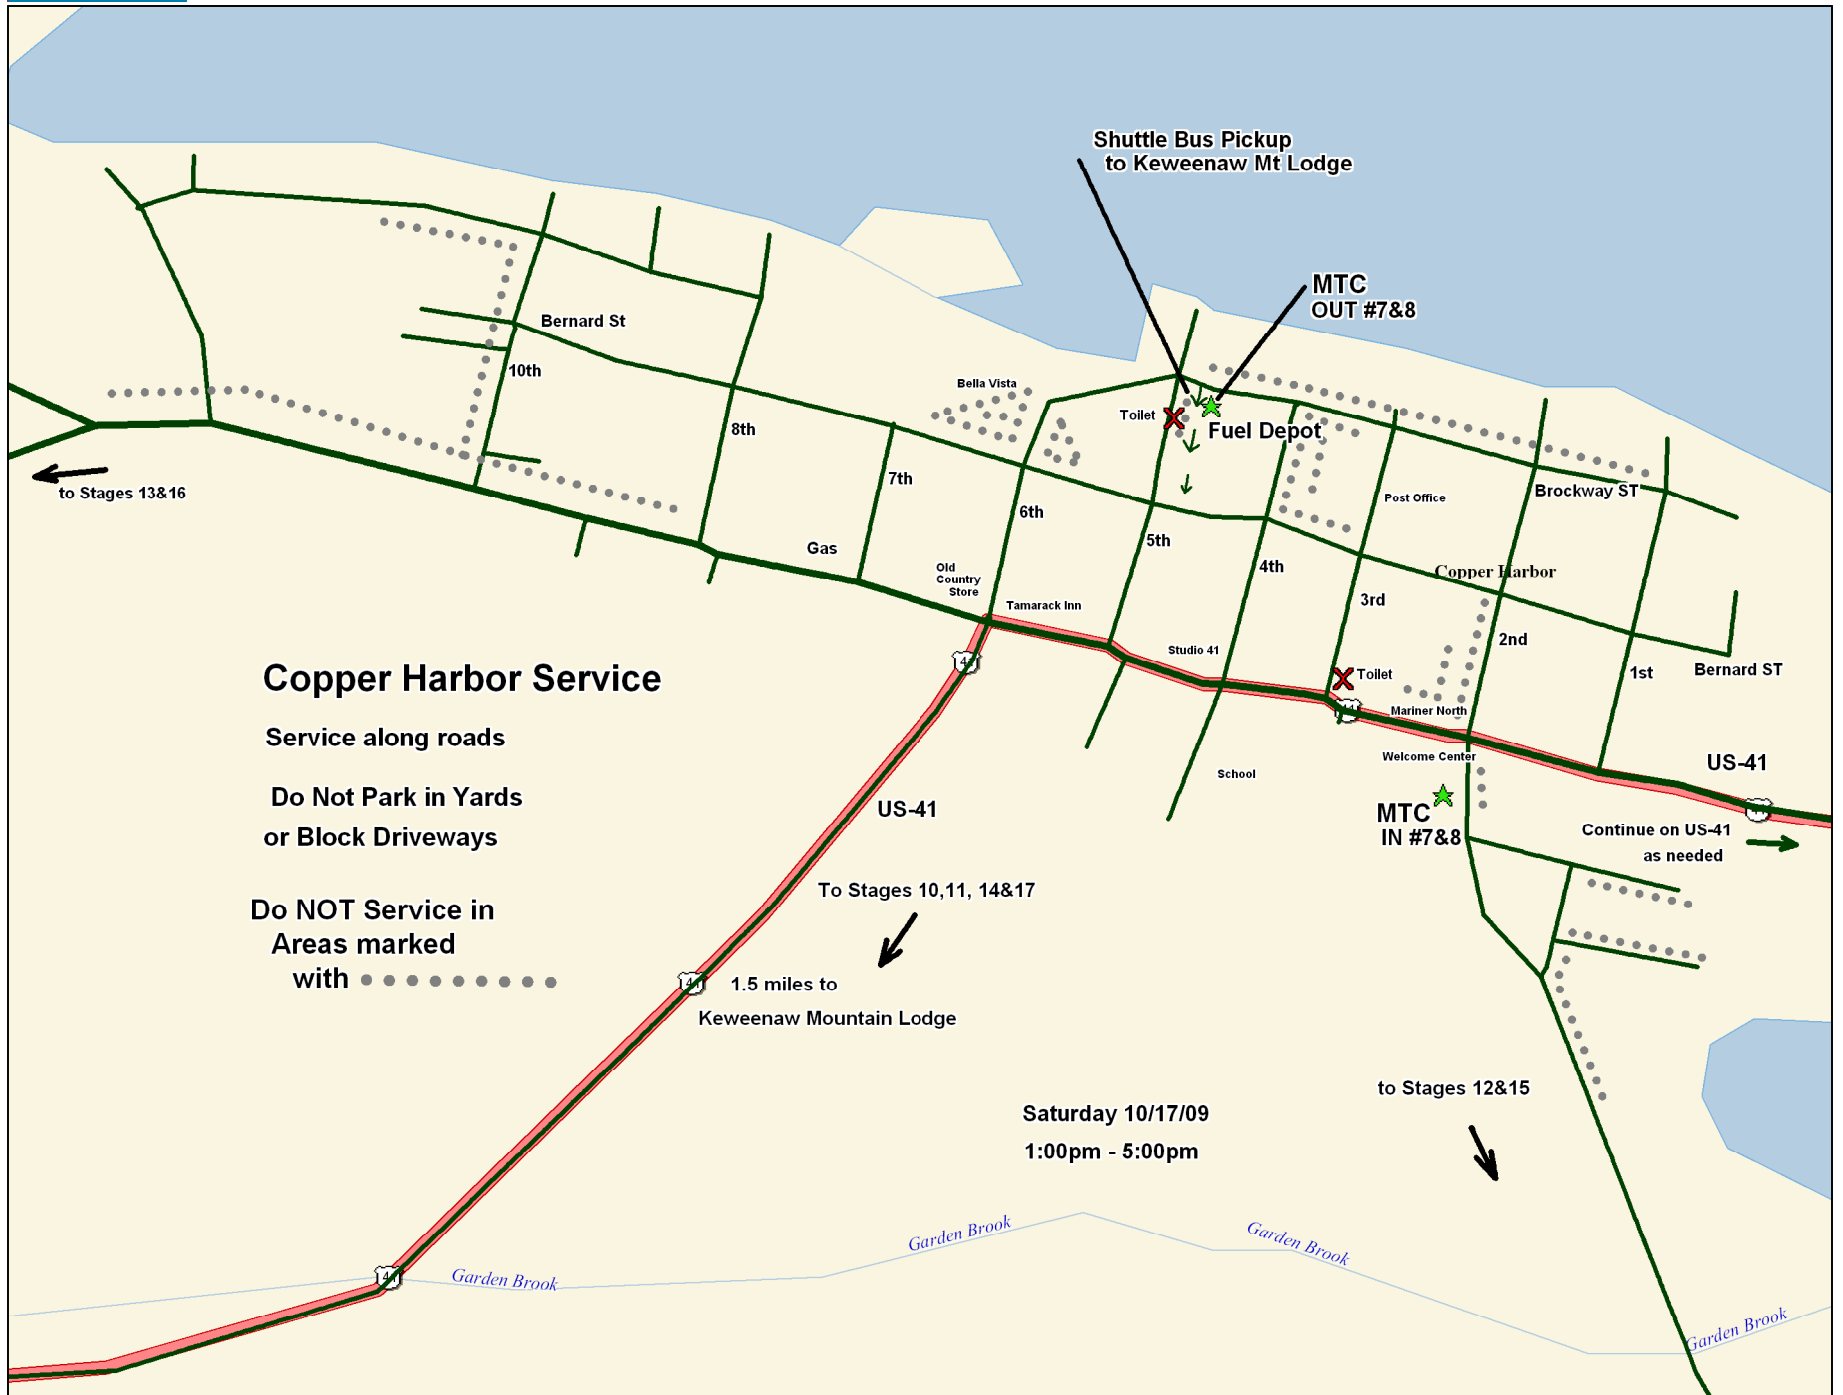 Shuttle Bus Pickup
to Keweenaw Mt Lodge
MTC
OUT #7&8
Bernard St
10th
Bella Vista
Toilet
Fuel Depot
8th
7th
6th
5th
4th
3rd
2nd
1st
Post Office
Brockway ST
to Stages 13&16
Gas
Old
Country
Store
Tamarack Inn
Copper Harbor
Studio 41
Toilet
Bernard ST
Mariner North
Welcome Center
School
US-41
41
41
41
41
41
MTC
IN #7&8
Continue on US-41
as needed
Copper Harbor Service
Service along roads
Do Not Park in Yards
or Block Driveways
Do NOT Service in
Areas marked
with
US-41
To Stages 10,11, 14&17
1.5 miles to
Keweenaw Mountain Lodge
to Stages 12&15
Saturday 10/17/09
1:00pm - 5:00pm
Garden Brook
Garden Brook
Garden Brook
Garden Brook